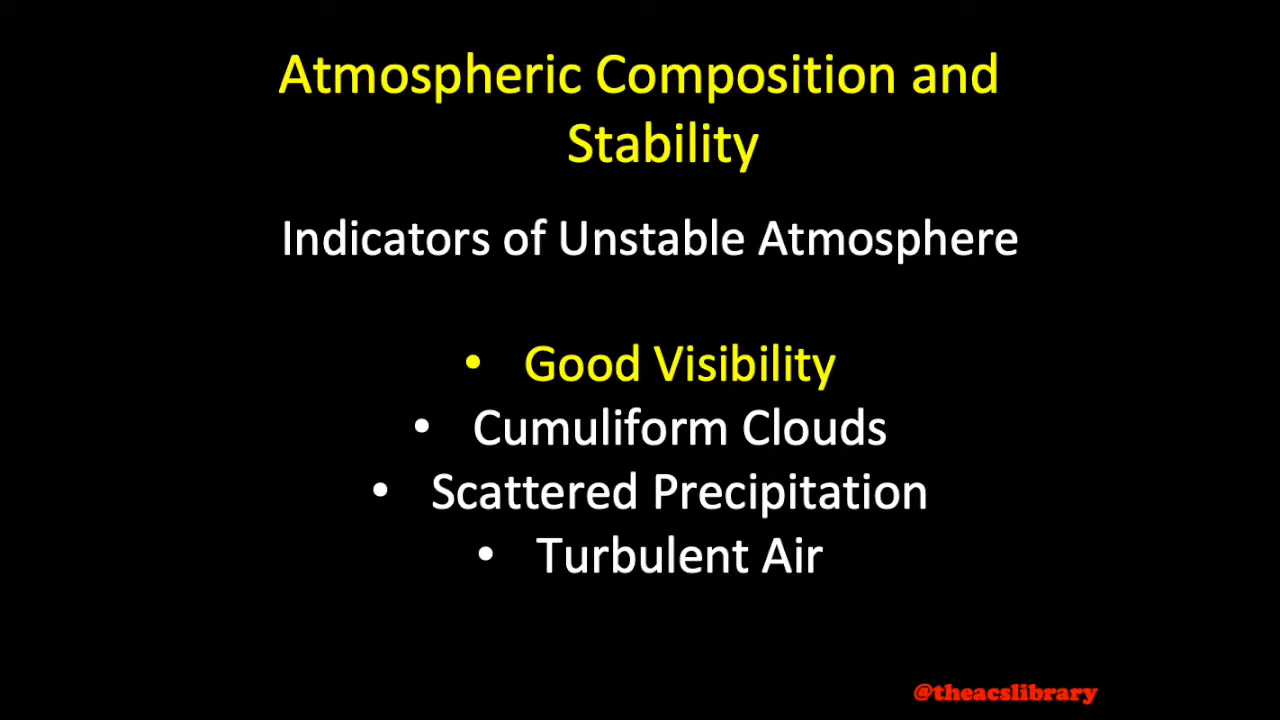 Atmospheric Composition and
Stability
Indicators of Unstable Atmosphere
• Good Visibility
• Cumuliform Clouds
• Scattered Precipitation
• Turbulent Air
@theacslibrary